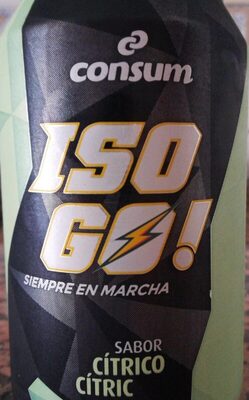 consum
ISO
GO!
SIEMPRE EN MARCHA
SABOR
CÍTRICO
CÍTRIC